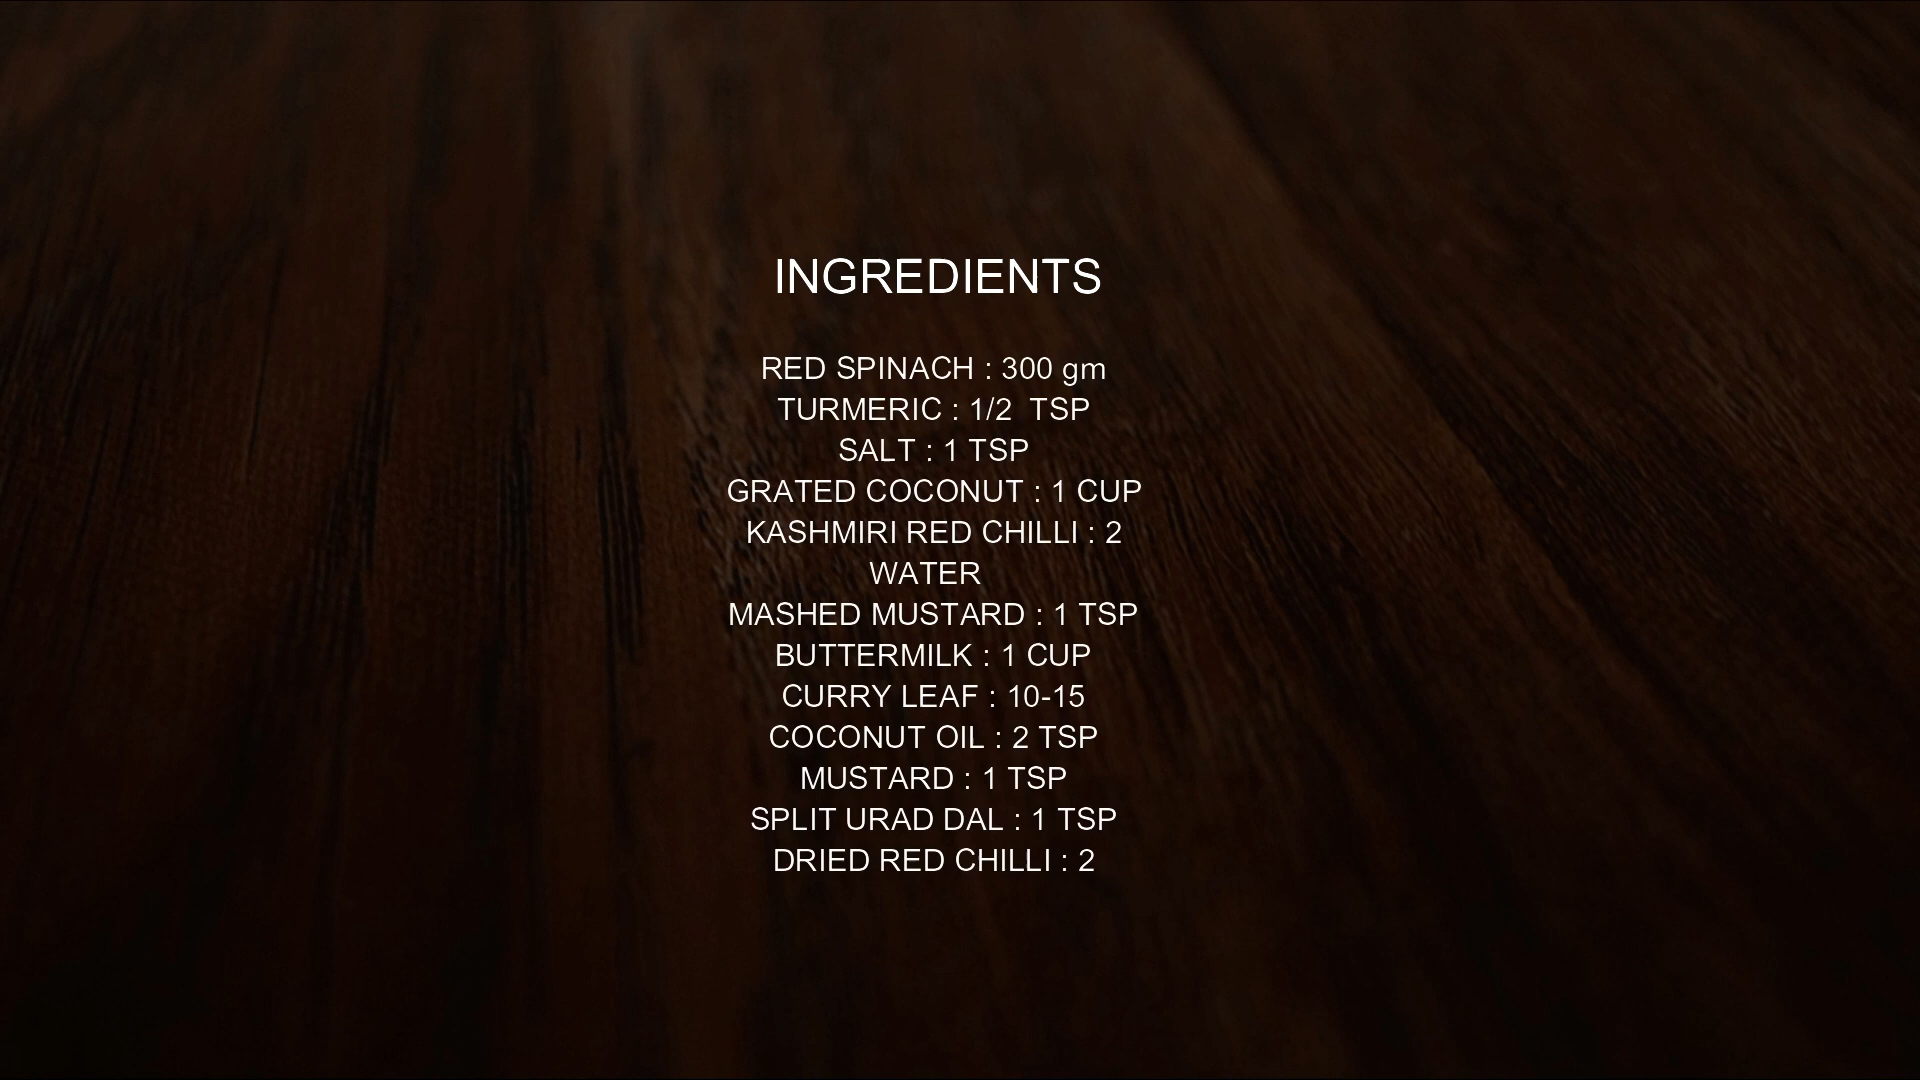 INGREDIENTS
RED SPINACH : 300 gm
TURMERIC : 1/2  TSP
SALT : 1 TSP
GRATED COCONUT : 1 CUP
KASHMIRI RED CHILLI : 2
WATER
MASHED MUSTARD : 1 TSP
BUTTERMILK : 1 CUP
CURRY LEAF : 10-15
COCONUT OIL : 2 TSP
MUSTARD : 1 TSP
SPLIT URAD DAL : 1 TSP
DRIED RED CHILLI : 2